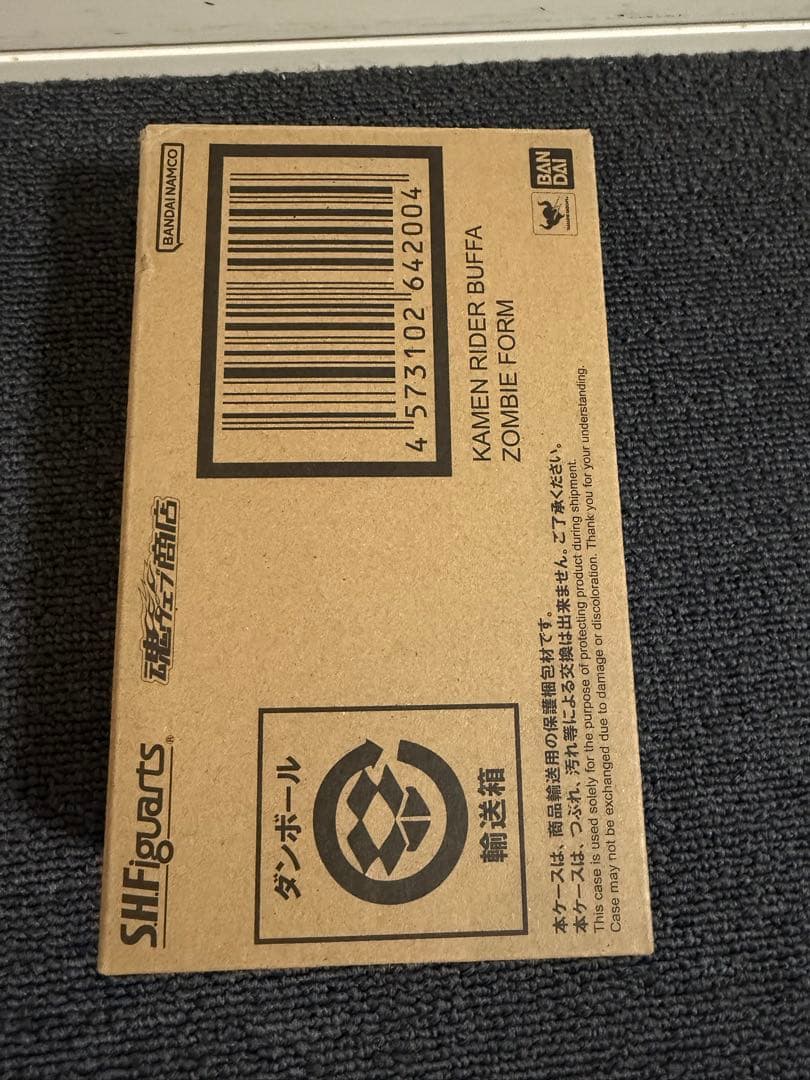 S.H.Figuarts®
魂ウェブ商店
BANDAI NAMCO
4 573102 642004
KAMEN RIDER BUFFA
ZOMBIE FORM
BAN
DAI
ダンボール
輸送箱
本ケースは、商品輸送用の保護梱包材です。
本ケースは、つぶれ、汚れ等による交換は出来ません。ご了承ください。
This case is used solely for the purpose of protecting product during shipment.
Case may not be exchanged due to damage or discoloration. Thank you for your understanding.